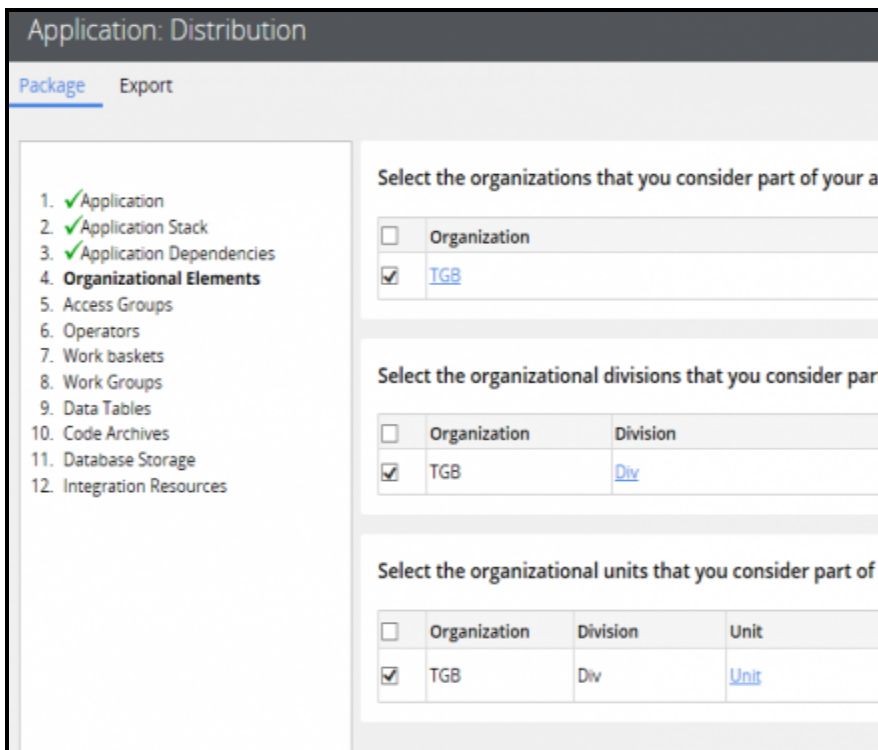 Application: Distribution
Package Export
1. ✓Application
2. ✓Application Stack
3. ✓Application Dependencies
4. Organizational Elements
5. Access Groups
6. Operators
7. Work baskets
8. Work Groups
9. Data Tables
10. Code Archives
11. Database Storage
12. Integration Resources
Select the organizations that you consider part of your a
Organization
TGB
Select the organizational divisions that you consider par
Organization Division
TGB Div
Select the organizational units that you consider part of
Organization Division Unit
TGB Div Unit